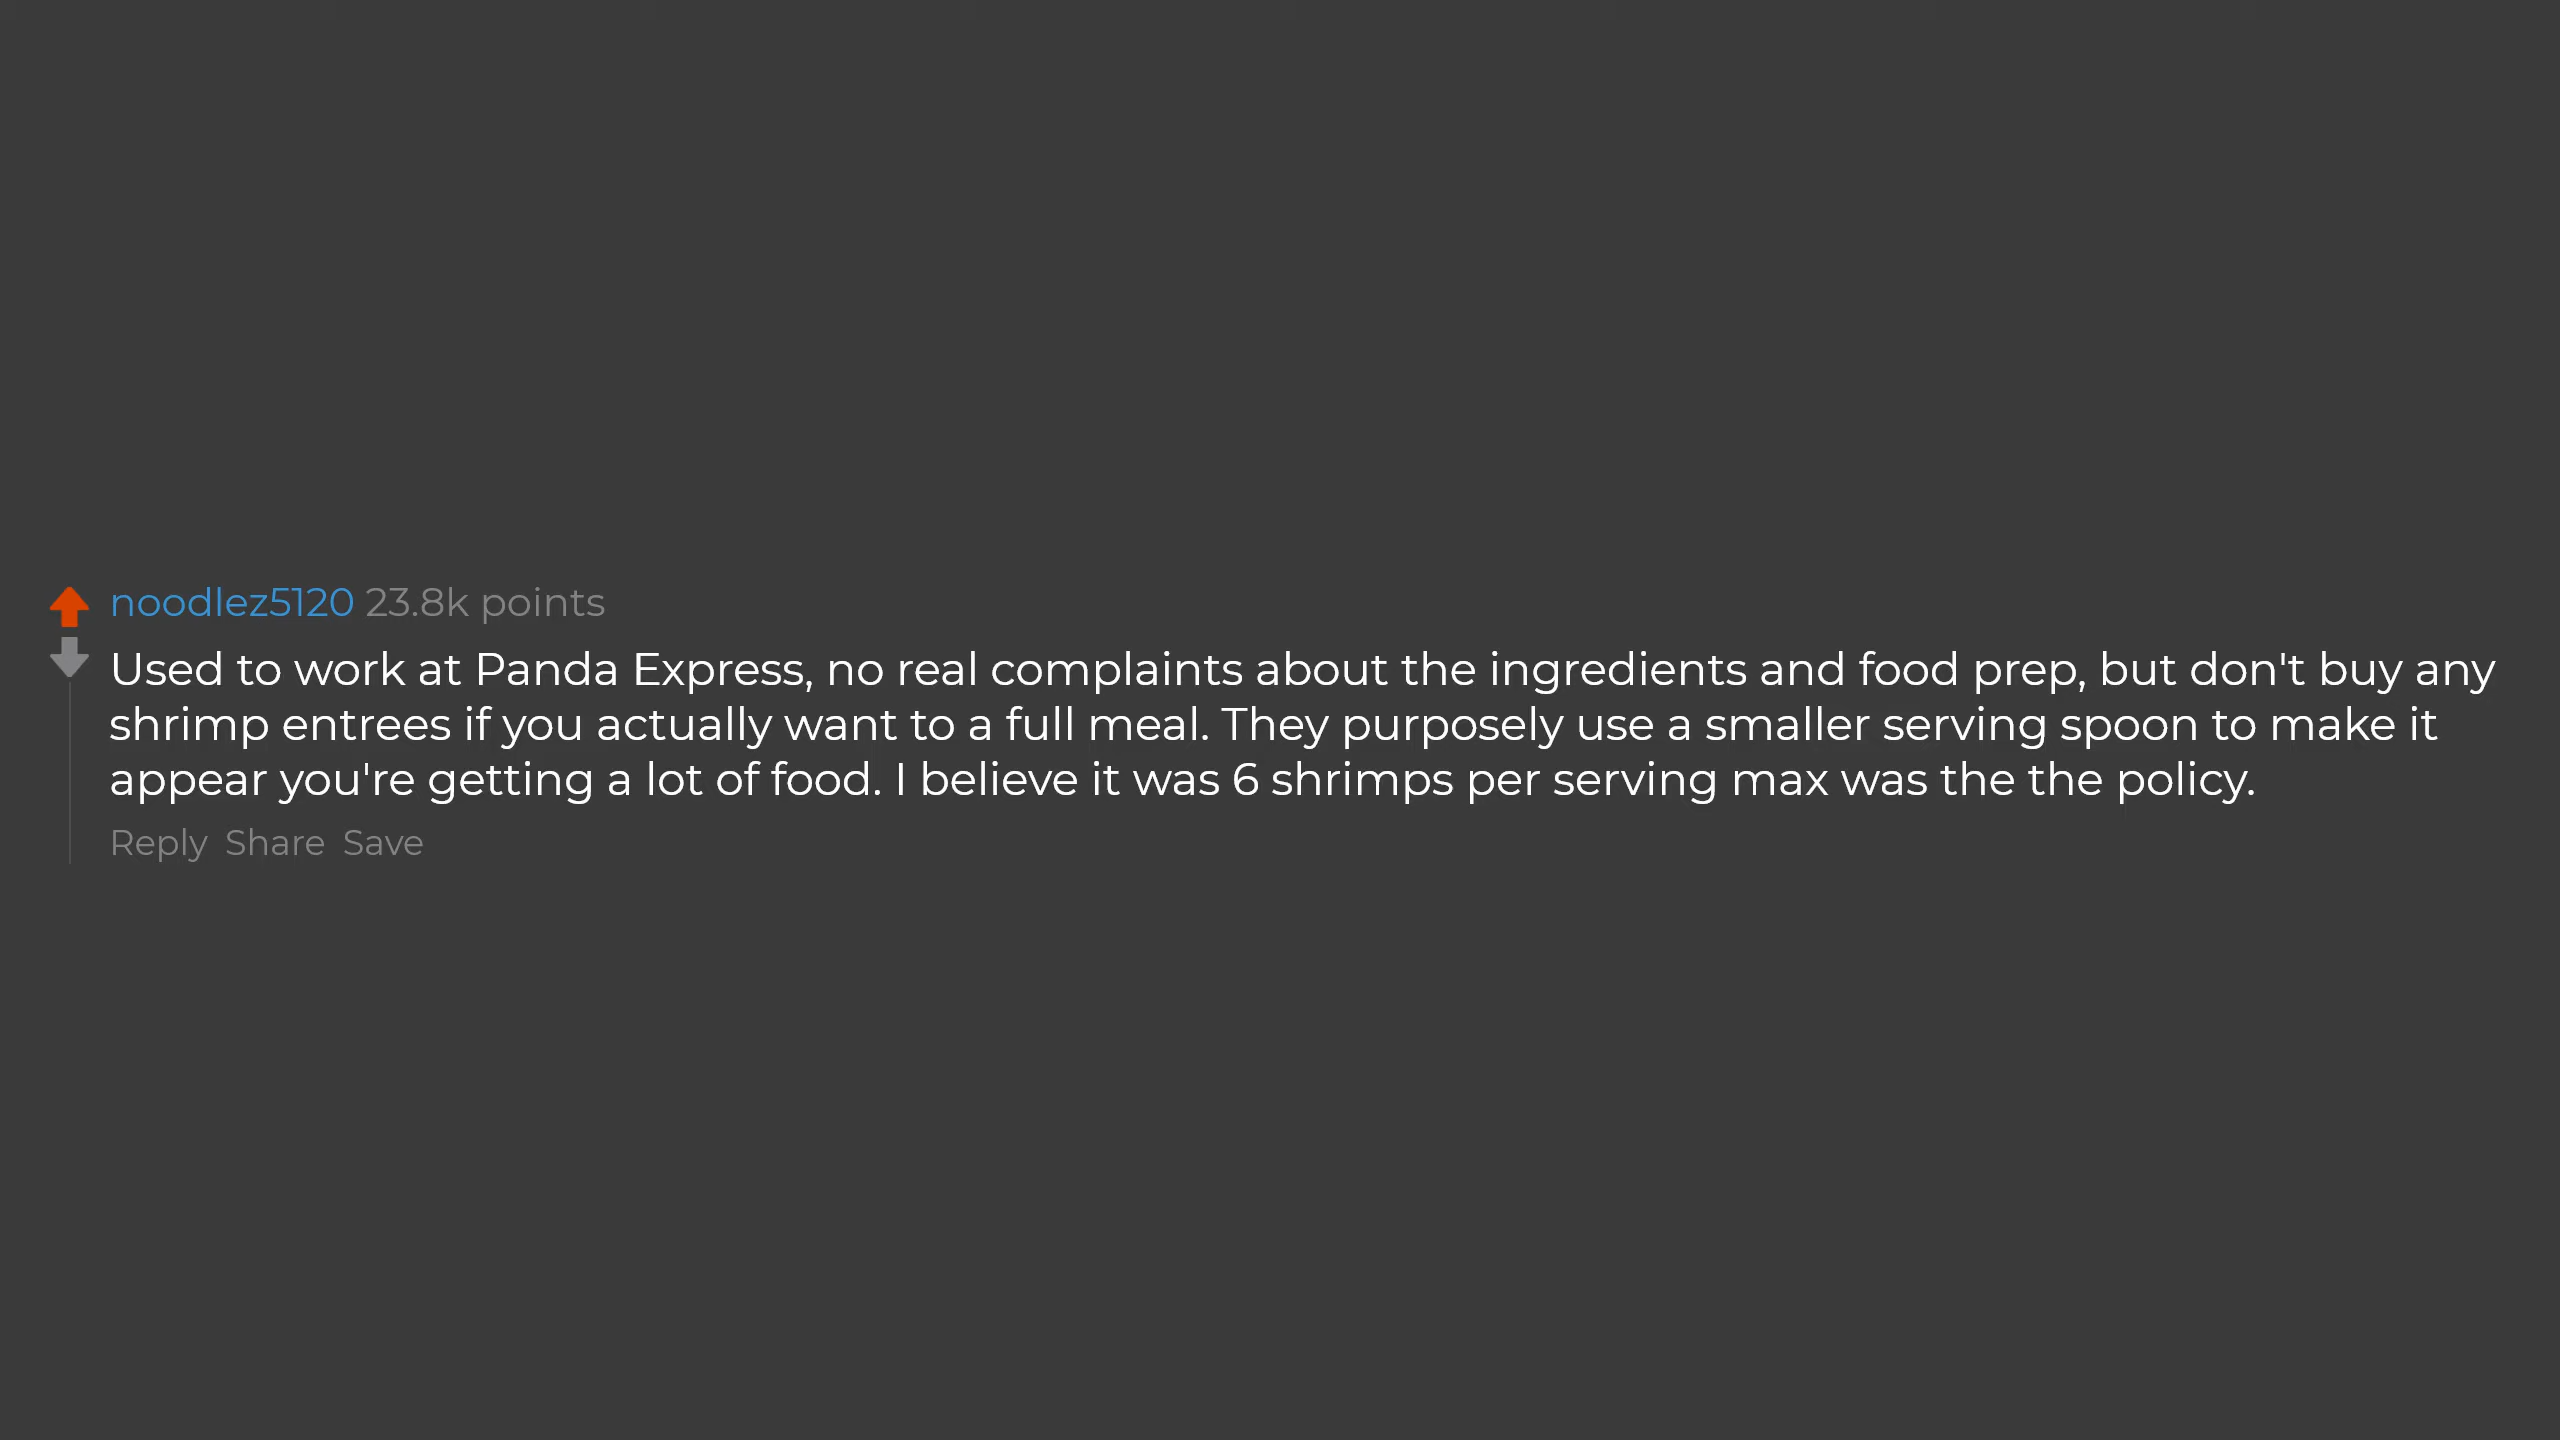 noodlez5120 23.8k points
Used to work at Panda Express, no real complaints about the ingredients and food prep, but don't buy any
shrimp entrees if you actually want to a full meal. They purposely use a smaller serving spoon to make it
appear you're getting a lot of food. I believe it was 6 shrimps per serving max was the the policy.
Reply Share Save